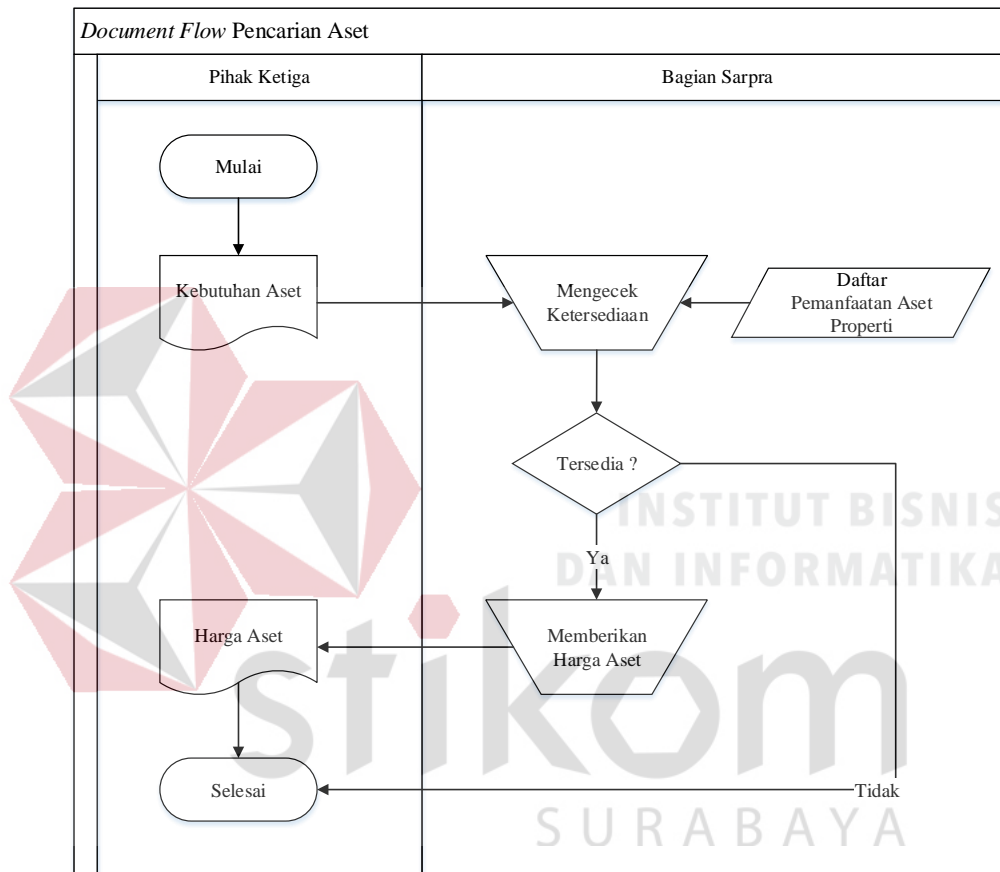 Document Flow Pencarian Aset
Pihak Ketiga
Bagian Sarpra
Mulai
Kebutuhan Aset
Mengecek
Ketersediaan
Daftar
Pemanfaatan Aset
Properti
Tersedia ?
INSTITUT BISNIS
Ya
DAN INFORMATIKA
Harga Aset
Memberikan
Harga Aset
stikom
Selesai
Tidak
SURABAYA